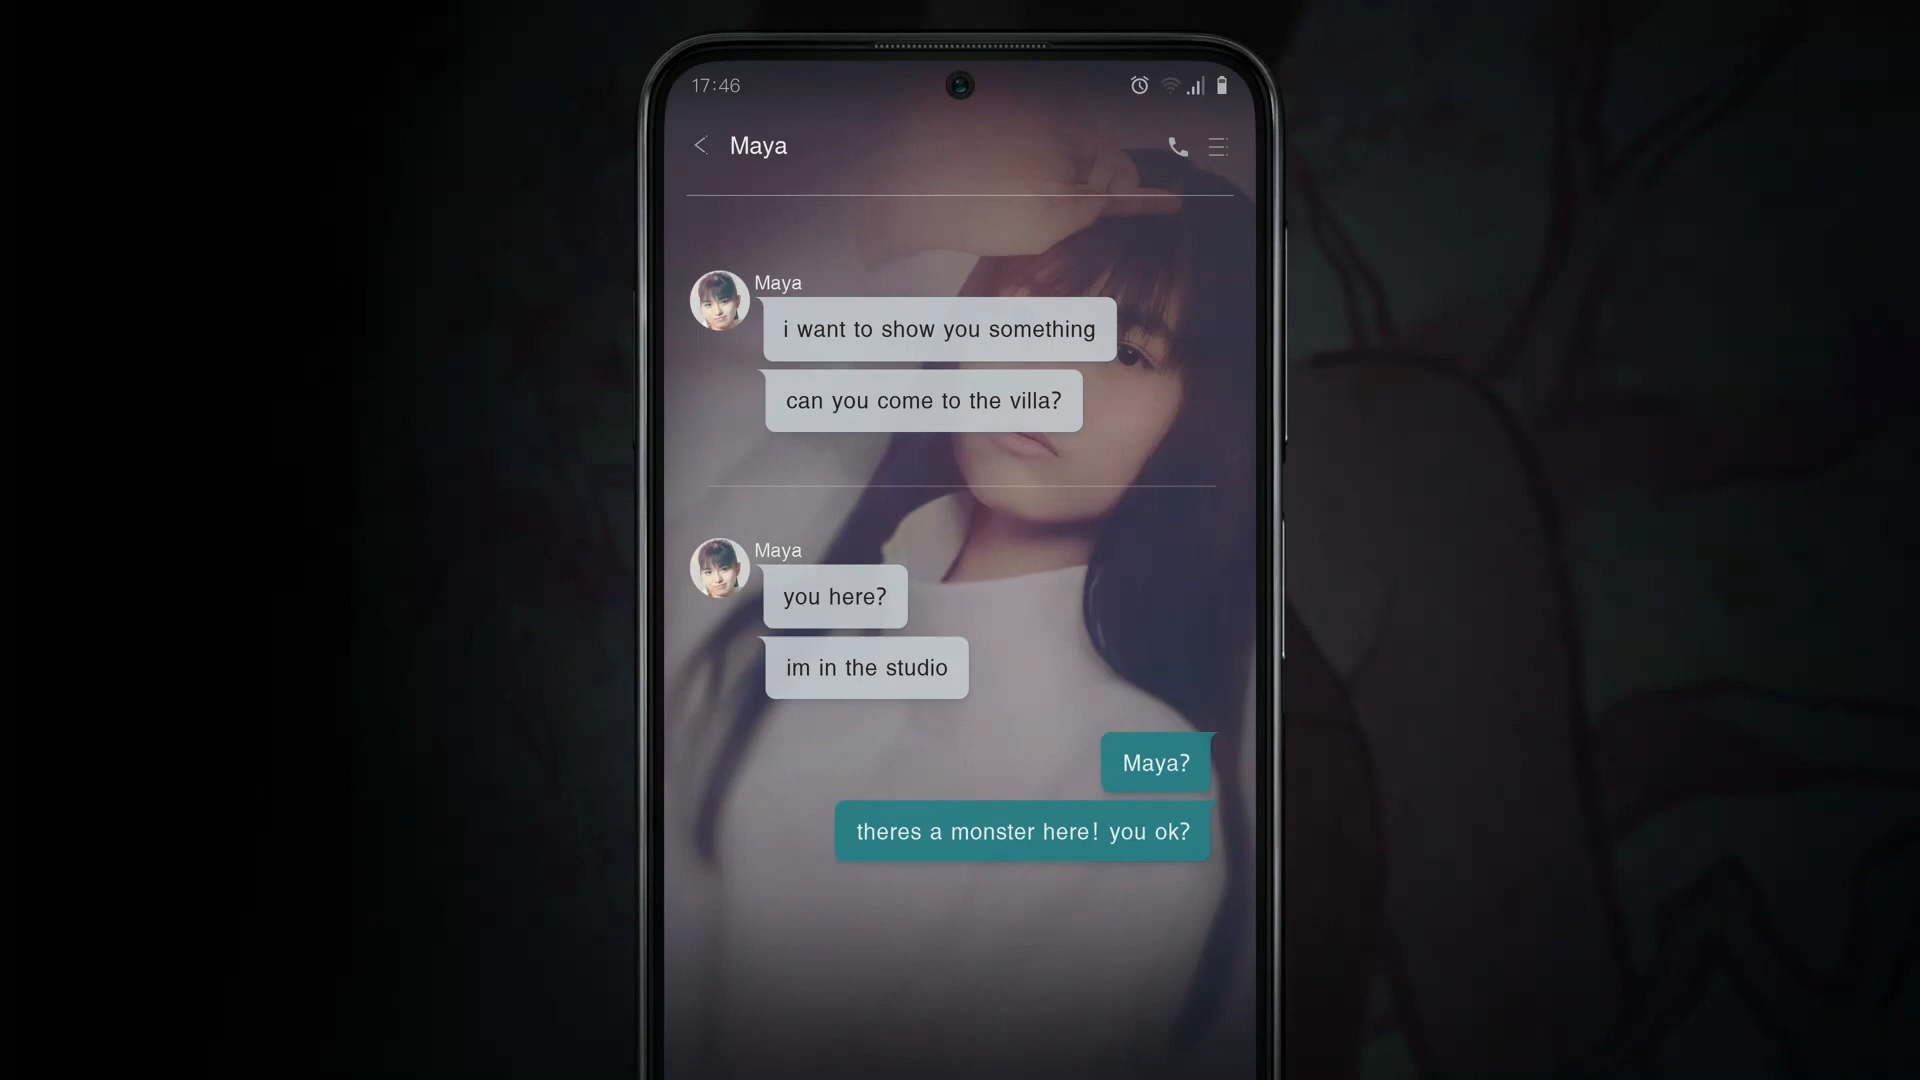 17:46
Maya
Maya
i want to show you something
can you come to the villa?
Maya
you here?
im in the studio
Maya?
theres a monster here! you ok?